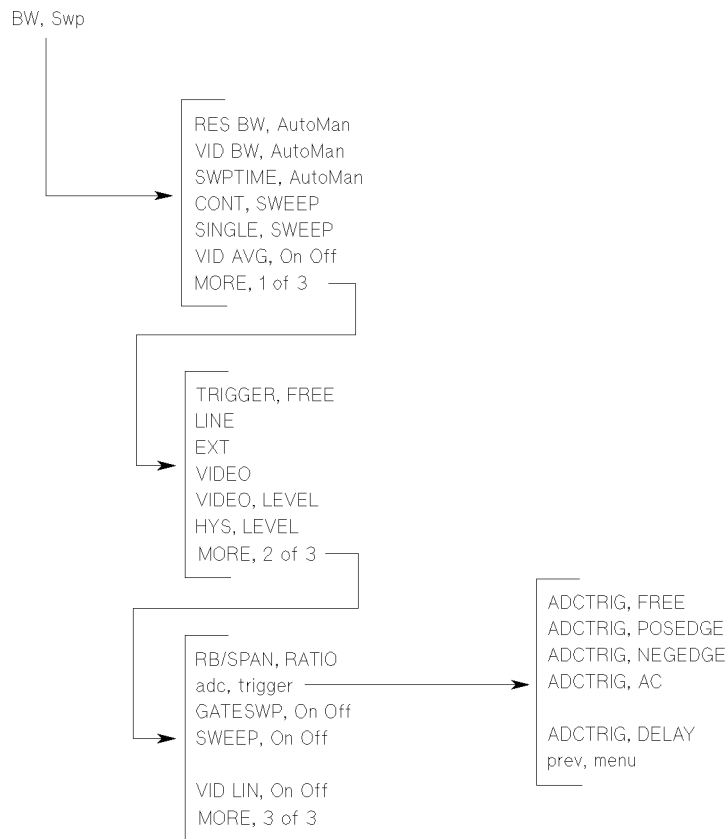 BW, Swp
RES BW, AutoMan
VID BW, AutoMan
SWPTIME, AutoMan
CONT, SWEEP
SINGLE, SWEEP
VID AVG, On Off
MORE, 1 of 3
TRIGGER, FREE
LINE
EXT
VIDEO
VIDEO, LEVEL
HYS, LEVEL
MORE, 2 of 3
RB/SPAN, RATIO
adc, trigger
GATESWP, On Off
SWEEP, On Off
VID LIN, On Off
MORE, 3 of 3
ADCTRIG, FREE
ADCTRIG, POSEDGE
ADCTRIG, NEGEDGE
ADCTRIG, AC
ADCTRIG, DELAY
prev, menu